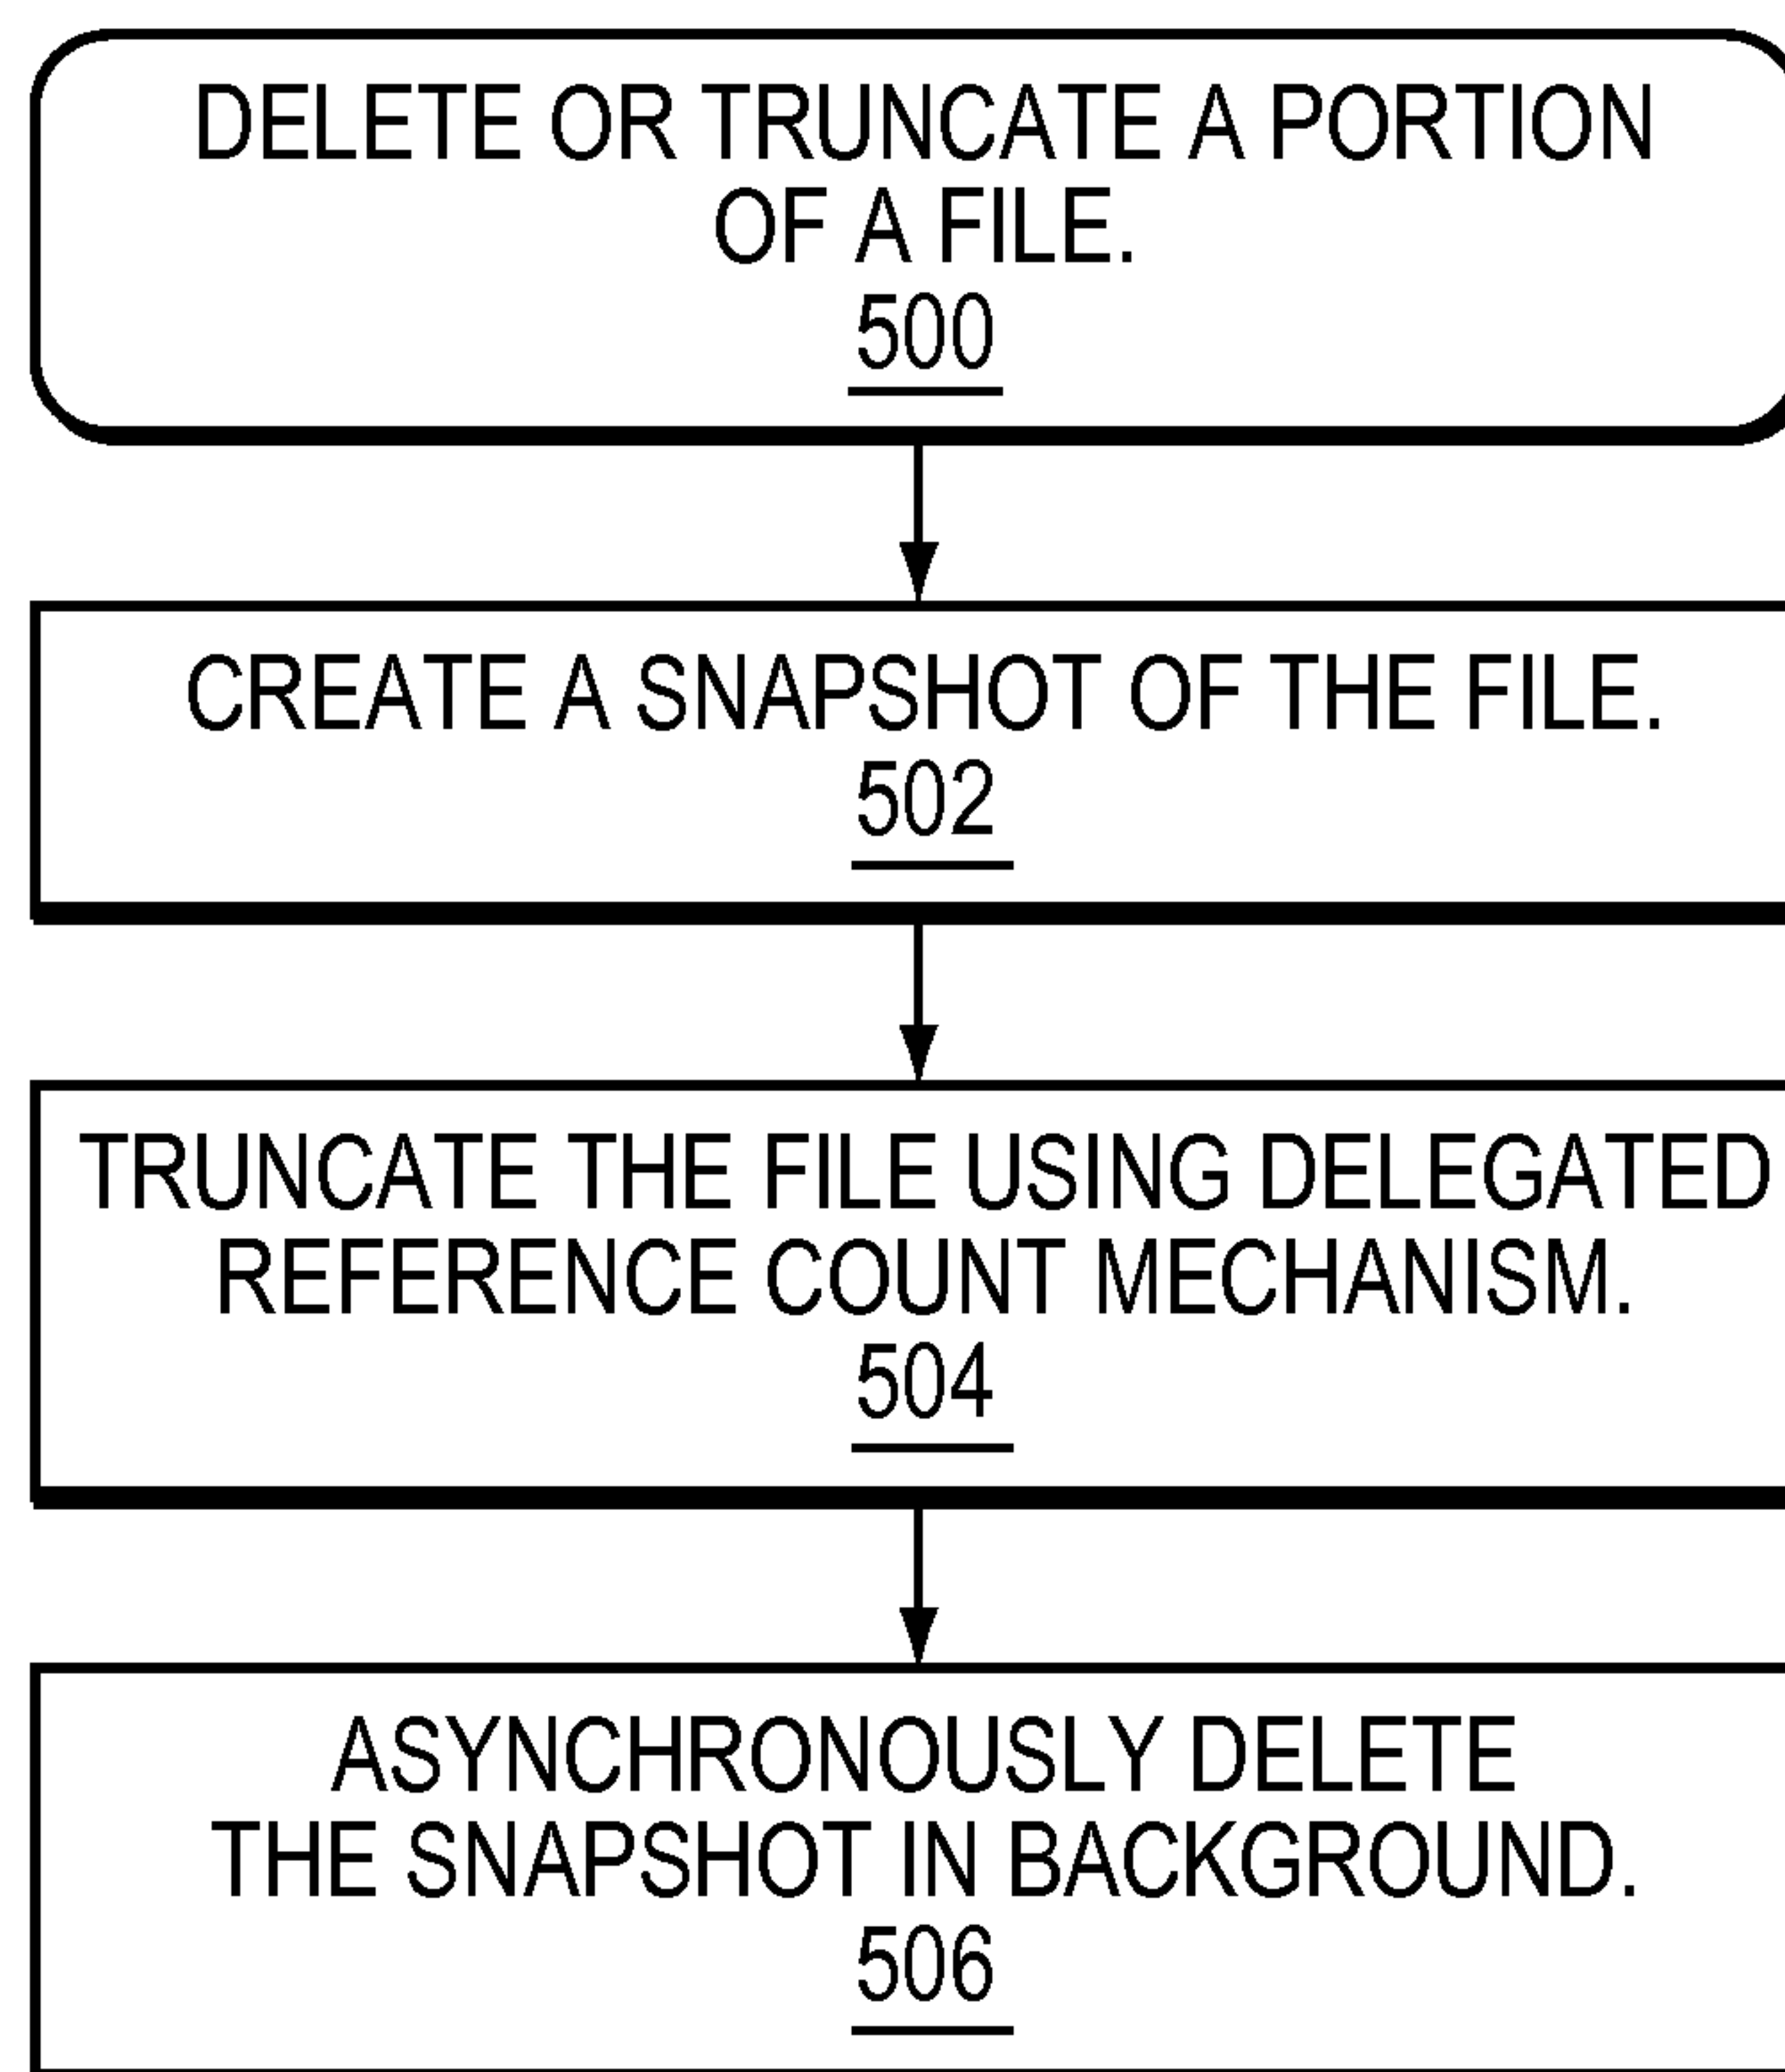 DELETE OR TRUNCATE A PORTION
OF A FILE.
500
CREATE A SNAPSHOT OF THE FILE.
502
TRUNCATE THE FILE USING DELEGATED
REFERENCE COUNT MECHANISM.
504
ASYNCHRONOUSLY DELETE
THE SNAPSHOT IN BACKGROUND.
506